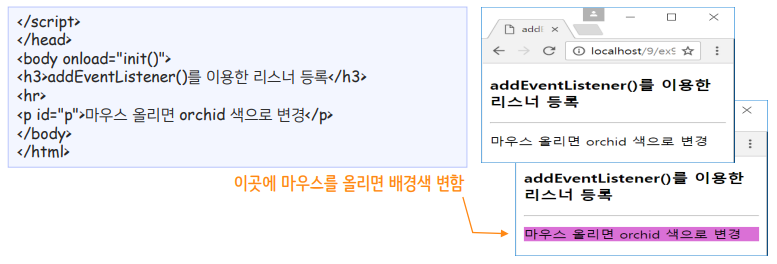 </script>
</head>
<body onload="init()">
<h3>addEventListener()를 이용한 리스너 등록</h3>
<hr>
<p id="p">마우스 올리면 orchid 색으로 변경</p>
</body>
</html>
이곳에 마우스를 올리면 배경색 변함
localhost/9/ex9
addEventListener()를 이용한
리스너 등록
마우스 올리면 orchid 색으로 변경
addEventListener()를 이용한
리스너 등록
마우스 올리면 orchid 색으로 변경